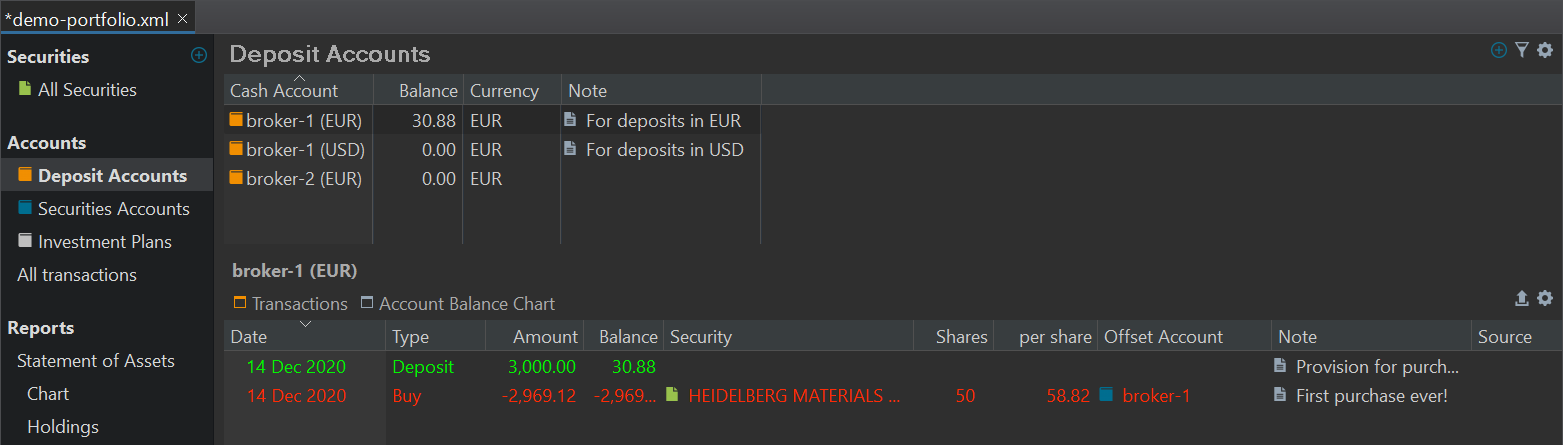 *demo-portfolio.xml
Securities
All Securities
Accounts
Deposit Accounts
Securities Accounts
Investment Plans
All transactions
Reports
Statement of Assets
Chart
Holdings
Deposit Accounts
Cash Account Balance Currency Note
broker-1 (EUR) 30.88 EUR For deposits in EUR
broker-1 (USD) 0.00 EUR For deposits in USD
broker-2 (EUR) 0.00 EUR
broker-1 (EUR)
Transactions Account Balance Chart
Date Type Amount Balance Security Shares per share Offset Account Note Source
14 Dec 2020 Deposit 3,000.00 30.88 Provision for purch...
14 Dec 2020 Buy -2,969.12 -2,969... HEIDELBERG MATERIALS ... 50 58.82 broker-1 First purchase ever!